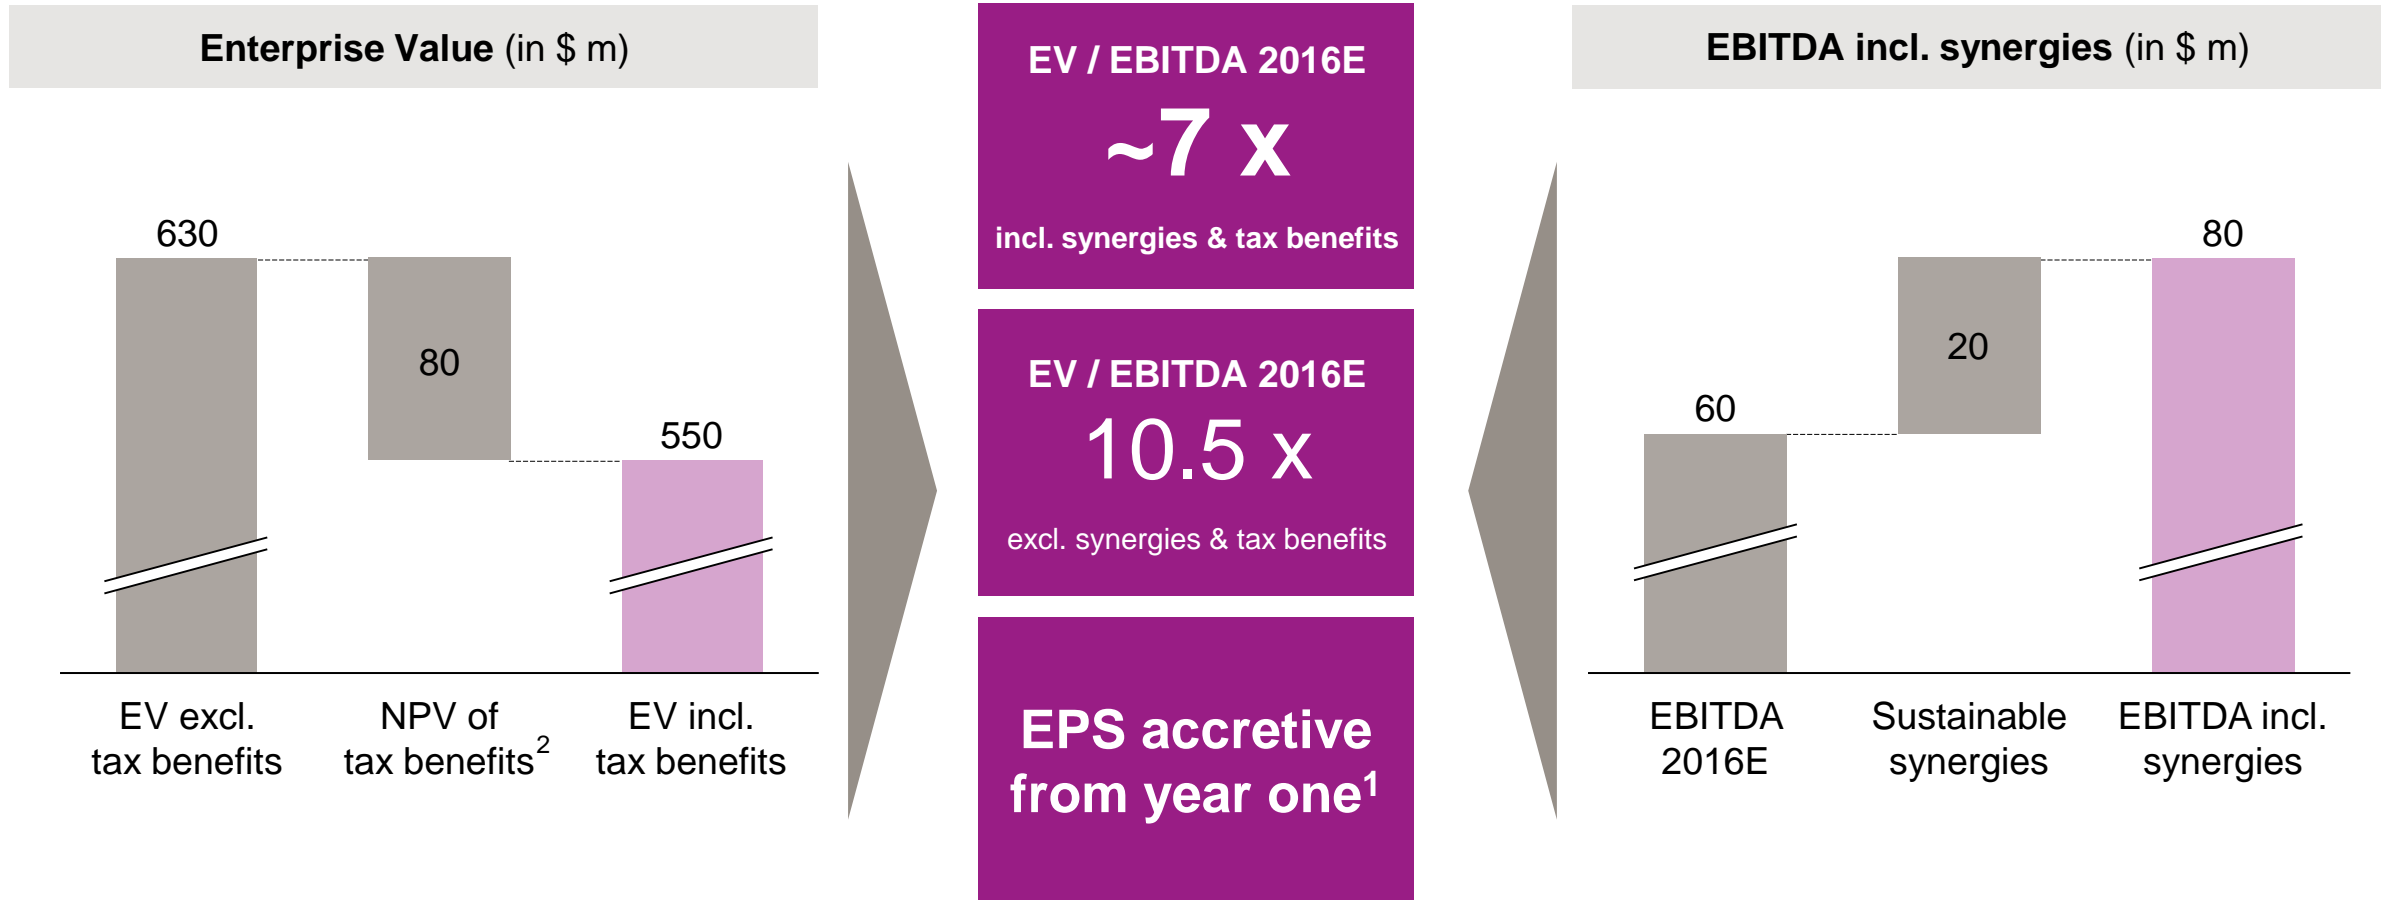 Enterprise Value (in $ m)
630
80
550
EV excl.
tax benefits
NPV of
tax benefits2
EV incl.
tax benefits
EV / EBITDA 2016E
~7 x
incl. synergies & tax benefits
EV / EBITDA 2016E
10.5 x
excl. synergies & tax benefits
EPS accretive
from year one1
EBITDA incl. synergies (in $ m)
60
20
80
EBITDA
2016E
Sustainable
synergies
EBITDA incl.
synergies